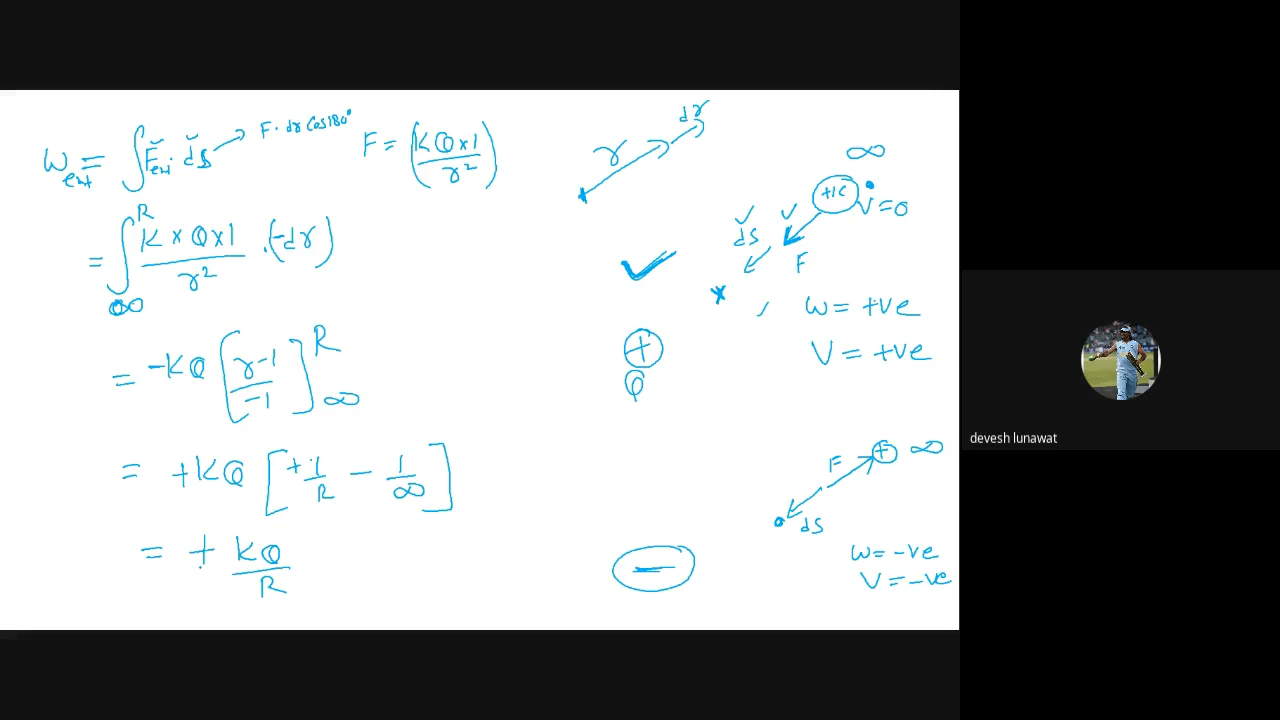 W_ext = ∫ F_ext . ds → F . dr Cos180°
F = (KQ×1 / r²)
= ∫_∞^R K × Q×1 / r² . (-dr)
= -KQ [r-1 / -1]_∞^R
= +KQ [+1/R - 1/∞]
= + KQ / R
r dr
∞
+1C
V=0
ds
F
W = +ve
V = +ve
+
Q
F + ∞
ds
W = -ve
V = -ve
−
devesh lunawat